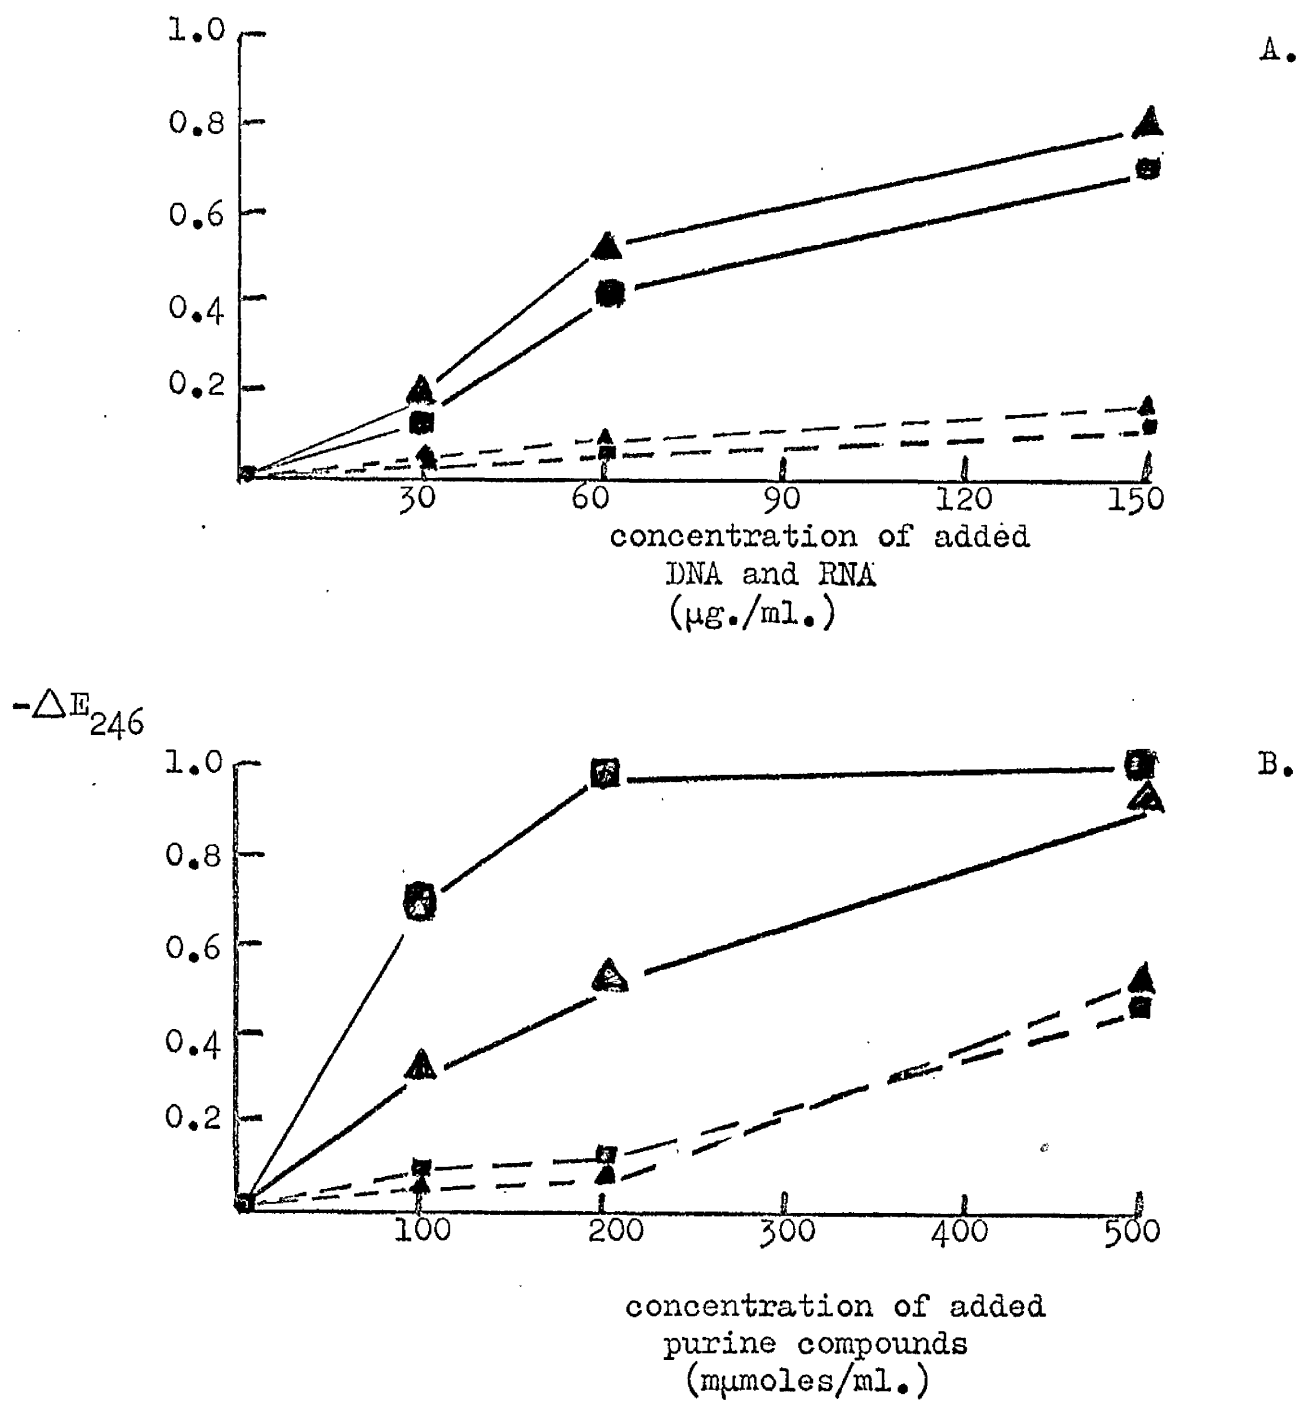 1.0
A.
0.8
0.6
0.4
0.2
30 60 90 120 150
concentration of added
DNA and RNA
(µg./ml.)
-△E246
1.0
B.
0.8
0.6
0.4
0.2
100 200 300 400 500
concentration of added
purine compounds
(mµmoles/ml.)